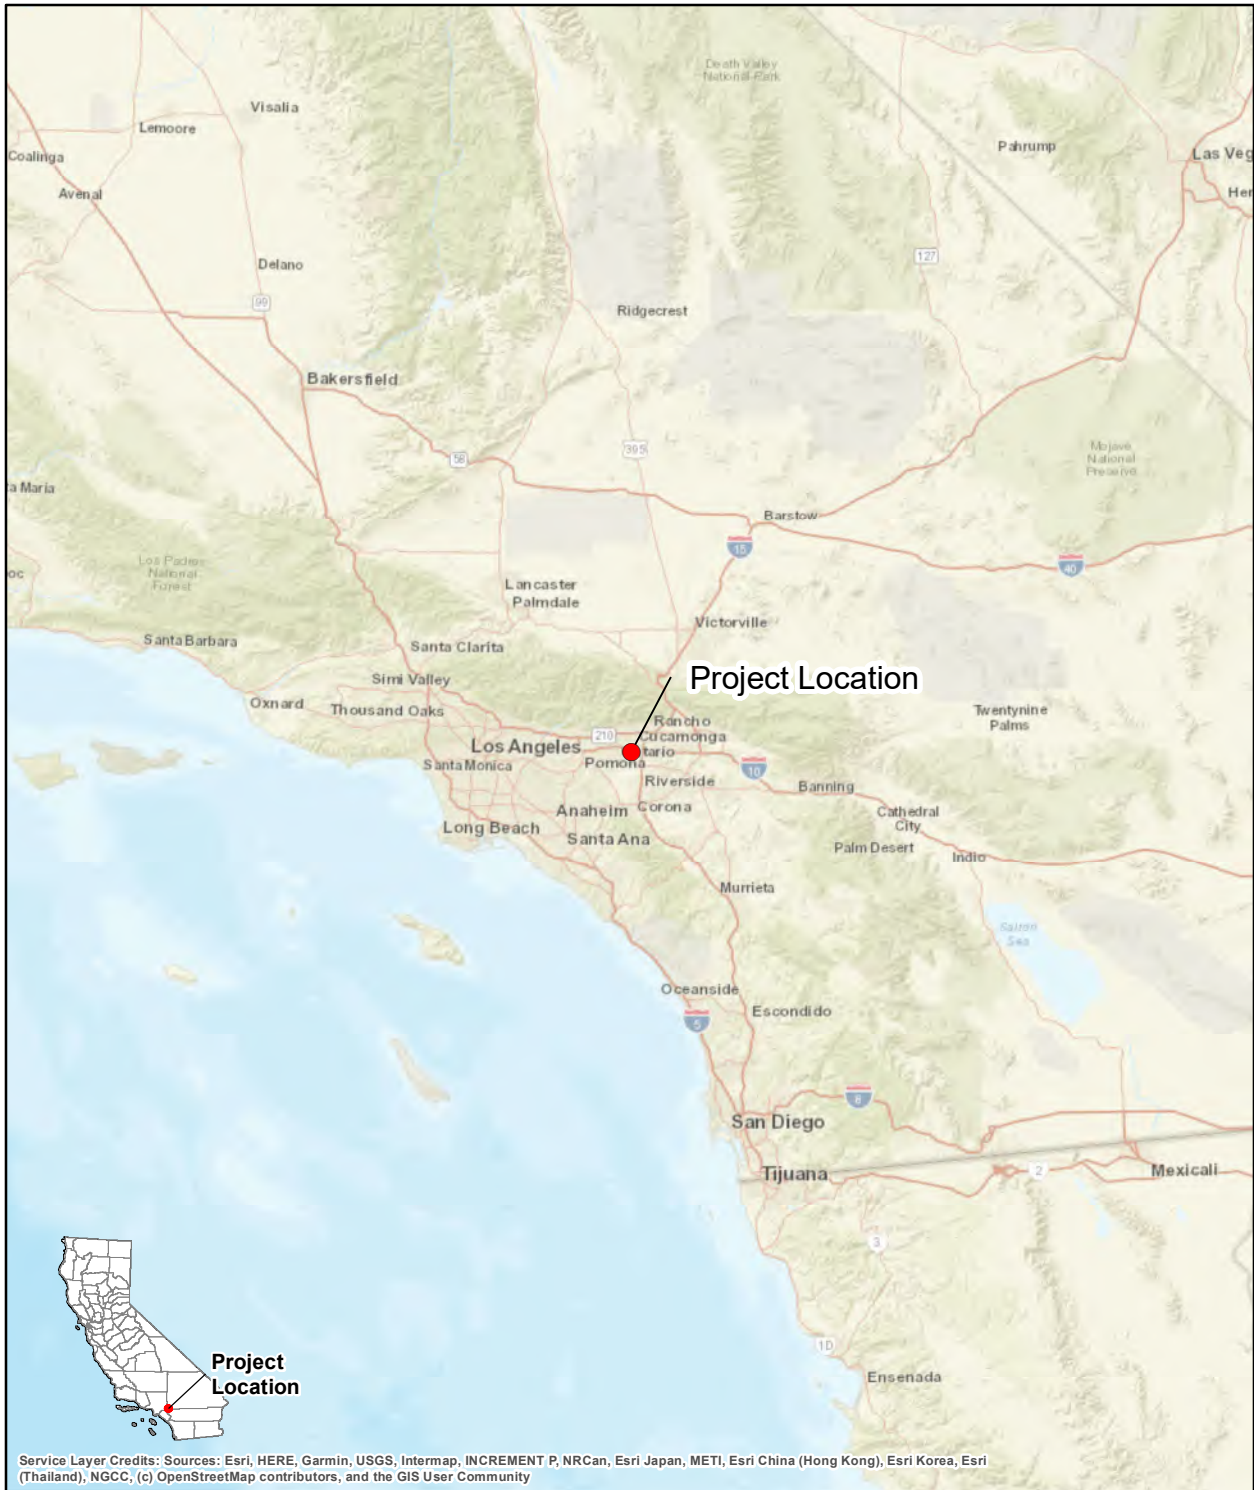 Death Valley
National Park
Visalia
Lemoore
Pahrump
Coalinga
Las Veg
Avenal
Her
127
Delano
99
Ridgecrest
Bakersfield
395
58
Mojave
National
Preserve
a Maria
Barstow
15
40
Los Padres
National
Forest
oc
Lancaster
Palmdale
Victorville
Santa Barbara
Santa Clarita
Simi Valley
Project Location
Oxnard
Thousand Oaks
Twentynine
Palms
Rancho
Cucamonga
210
Los Angeles
tario
Pomona
Santa Monica
10
Riverside
Banning
Anaheim
Corona
Cathedral
City
Long Beach
Santa Ana
Palm Desert
Indio
Murrieta
Salton
Sea
Oceanside
Escondido
5
8
San Diego
Tijuana
2
Mexicali
3
1D
Ensenada
Project
Location
Service Layer Credits: Sources: Esri, HERE, Garmin, USGS, Intermap, INCREMENT P, NRCan, Esri Japan, METI, Esri China (Hong Kong), Esri Korea, Esri
(Thailand), NGCC, (c) OpenStreetMap contributors, and the GIS User Community